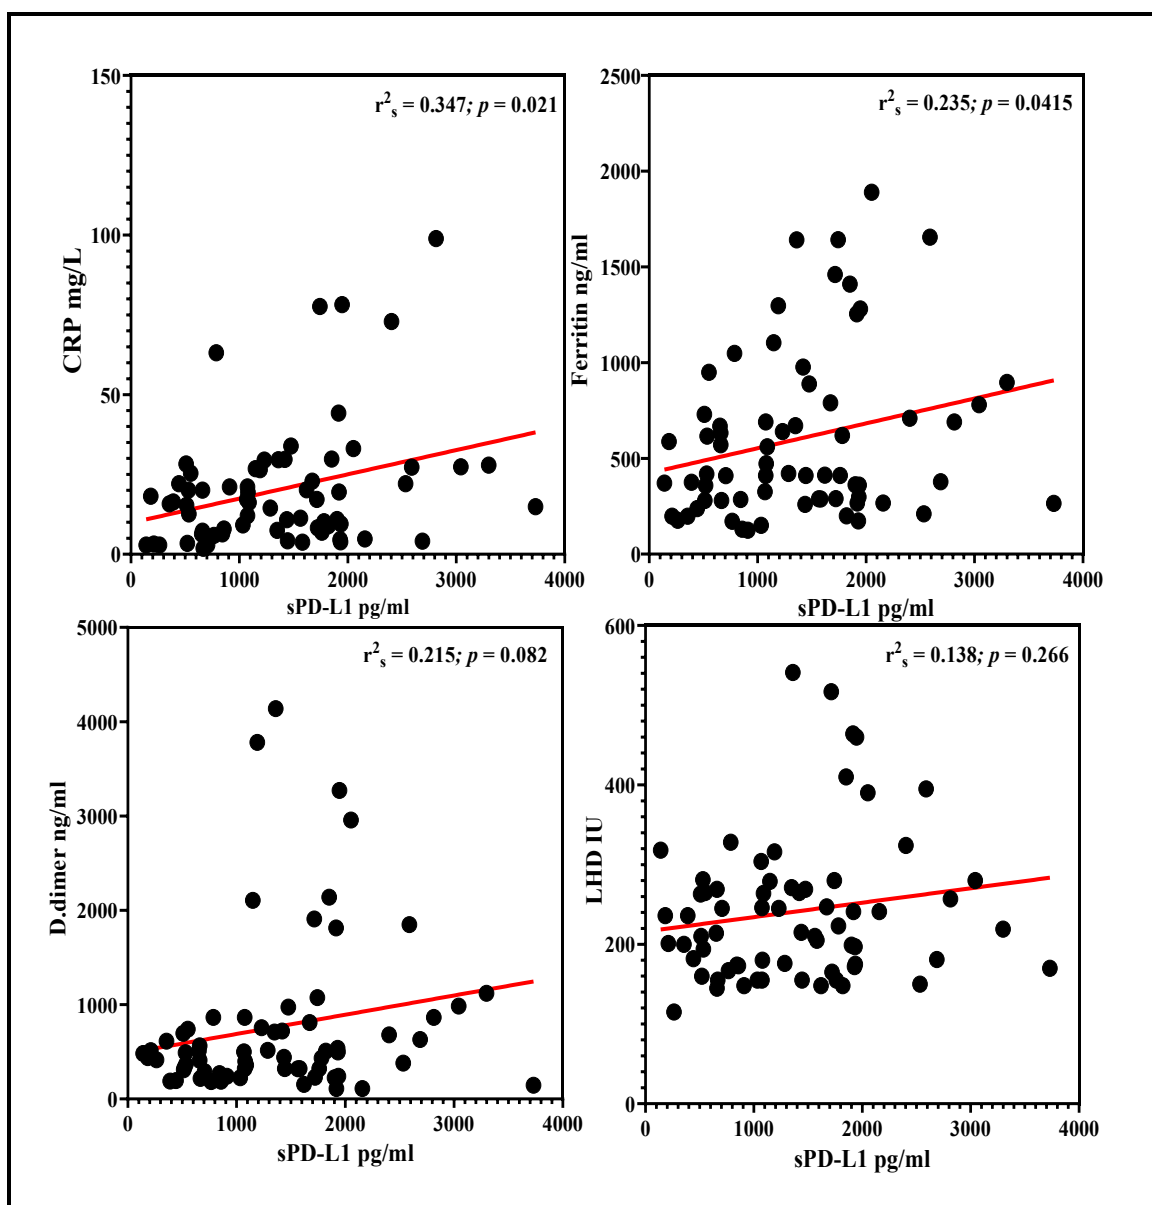 r²s = 0.347; p = 0.021
150
100
50
0
CRP mg/L
0 1000 2000 3000 4000
sPD-L1 pg/ml
r²s = 0.235; p = 0.0415
2500
2000
1500
1000
500
0
Ferritin ng/ml
0 1000 2000 3000 4000
sPD-L1 pg/ml
r²s = 0.215; p = 0.082
5000
4000
3000
2000
1000
0
D.dimer ng/ml
0 1000 2000 3000 4000
sPD-L1 pg/ml
r²s = 0.138; p = 0.266
600
400
200
0
LHD IU
0 1000 2000 3000 4000
sPD-L1 pg/ml